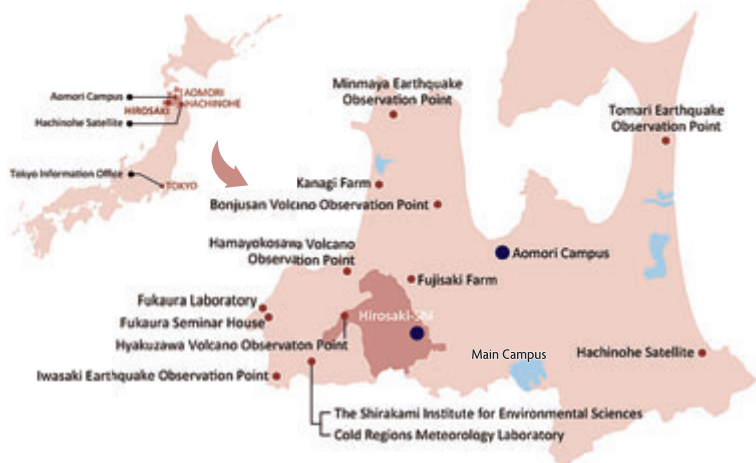 Aomori Campus
AOMORI
HIROSAKI
HACHINOHE
Hachinohe Satellite
Tokyo Information Office
TOKYO
Minmaya Earthquake
Observation Point
Tomari Earthquake
Observation Point
Kanagi Farm
Bonjusan Volcano Observation Point
Hamayokosawa Volcano
Observation Point
Aomori Campus
Fujisaki Farm
Fukaura Laboratory
Fukaura Seminar House
Hirosaki-Shi
Hyakuzawa Volcano Observaton Point
Main Campus
Hachinohe Satellite
Iwasaki Earthquake Observation Point
The Shirakami Institute for Environmental Sciences
Cold Regions Meteorology Laboratory